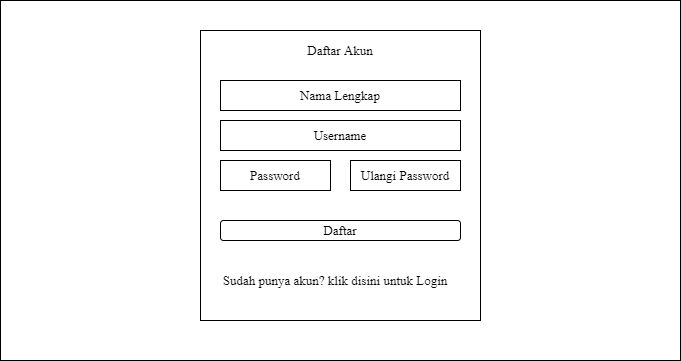 Daftar Akun
Nama Lengkap
Username
Password
Ulangi Password
Daftar
Sudah punya akun? klik disini untuk Login